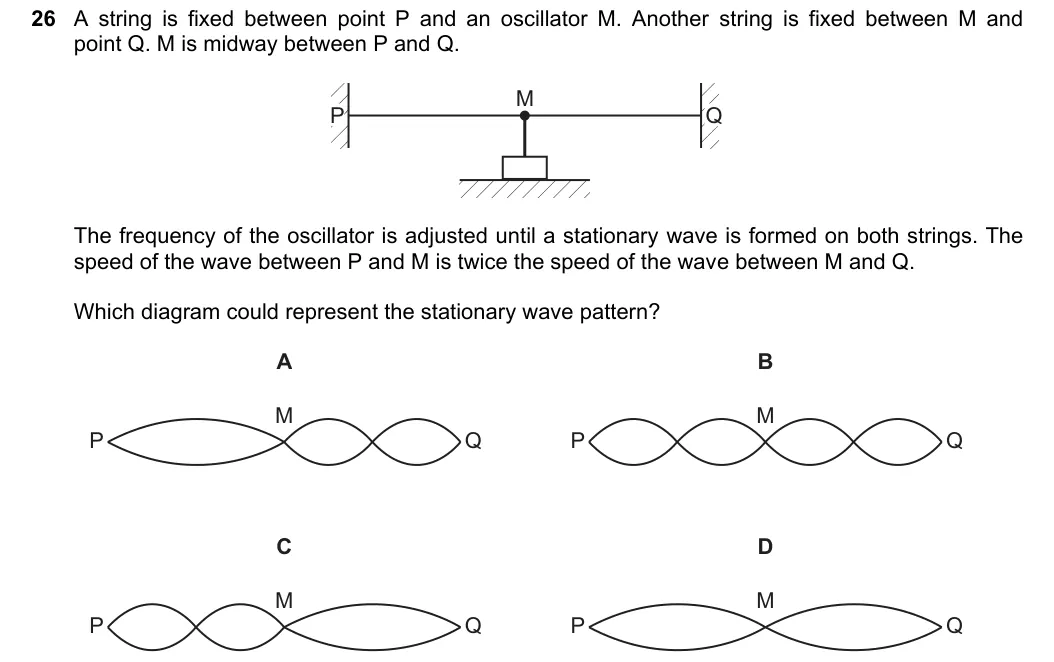 26 A string is fixed between point P and an oscillator M. Another string is fixed between M and
point Q. M is midway between P and Q.
M
P
Q
The frequency of the oscillator is adjusted until a stationary wave is formed on both strings. The
speed of the wave between P and M is twice the speed of the wave between M and Q.
Which diagram could represent the stationary wave pattern?
A B
M M
P Q P Q
C D
M M
P Q P Q